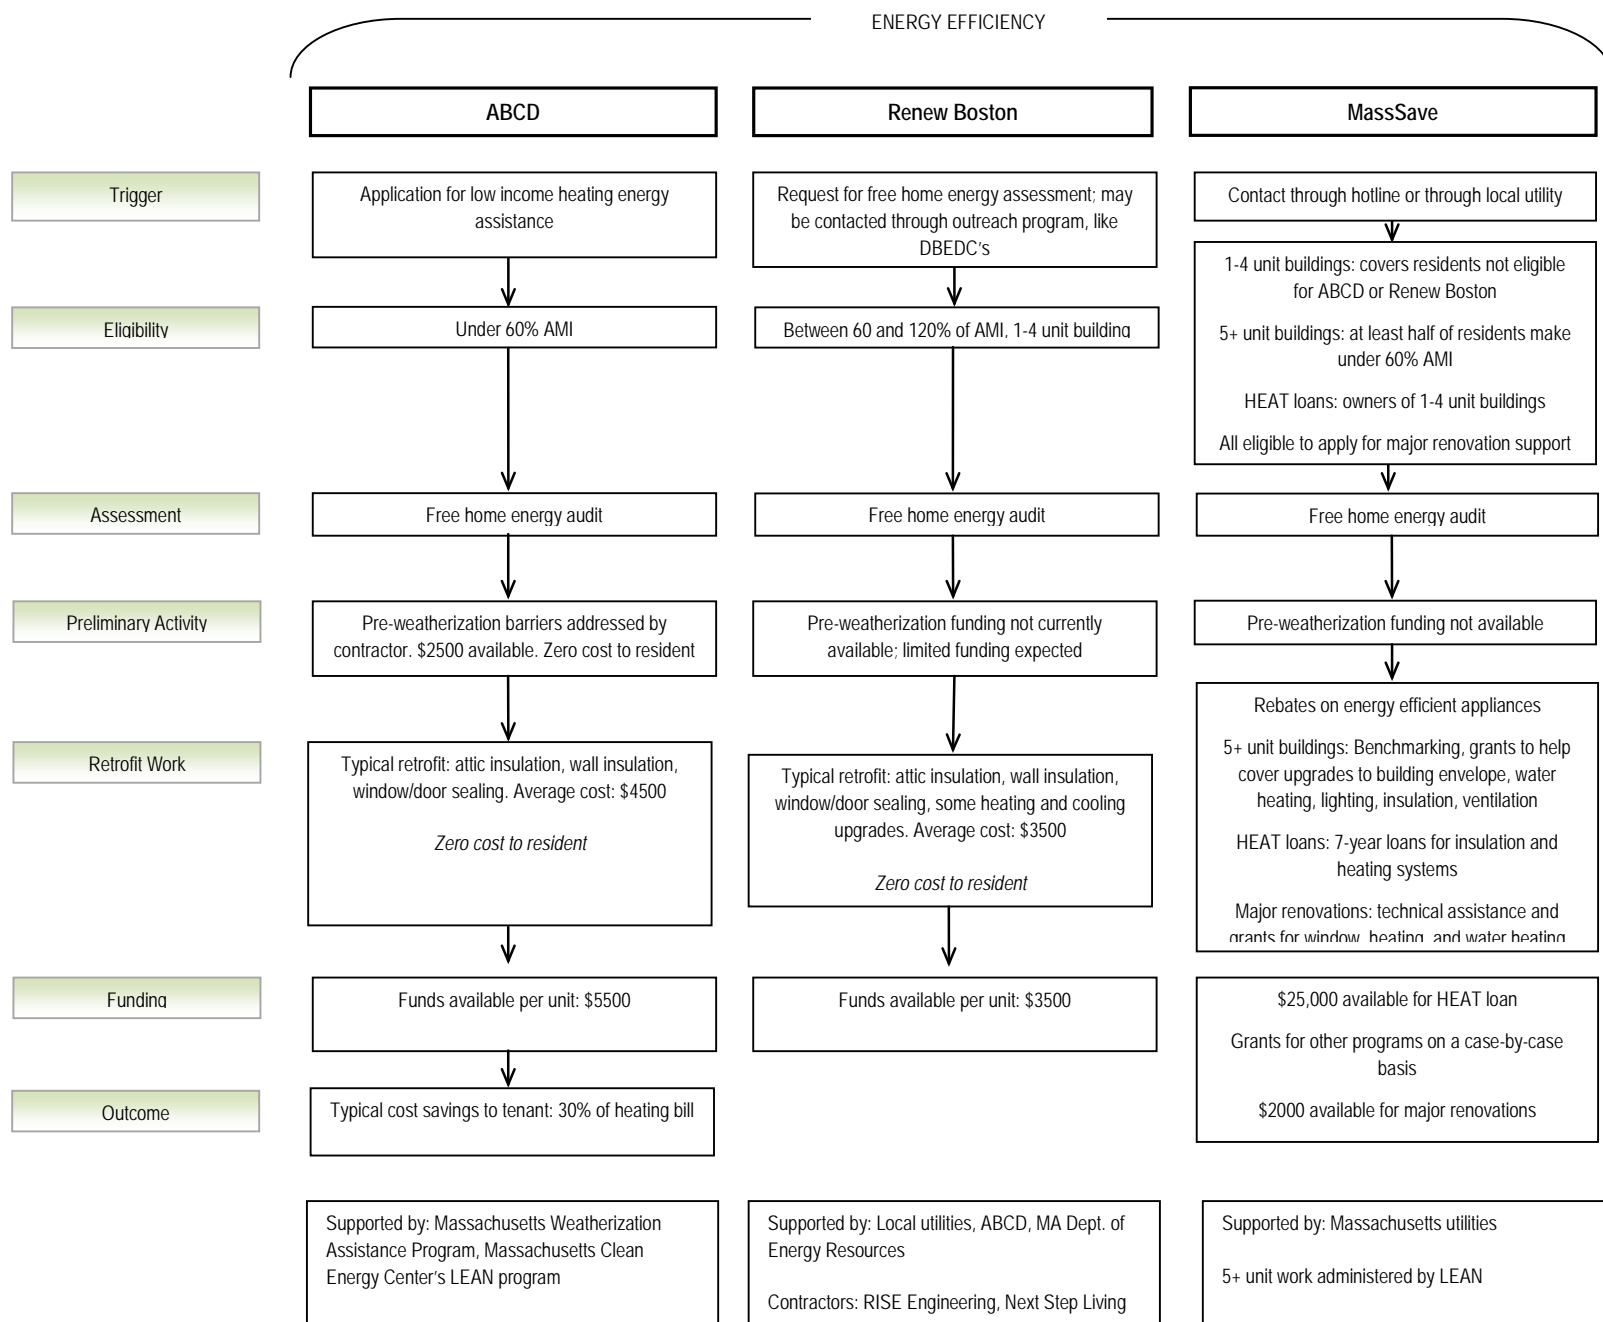 ENERGY EFFICIENCY
ABCD
Renew Boston
MassSave
Trigger
Application for low income heating energy
assistance
Request for free home energy assessment; may
be contacted through outreach program, like
DBEDC's
Contact through hotline or through local utility
Eligibility
Under 60% AMI
Between 60 and 120% of AMI, 1-4 unit building
1-4 unit buildings: covers residents not eligible
for ABCD or Renew Boston
5+ unit buildings: at least half of residents make
under 60% AMI
HEAT loans: owners of 1-4 unit buildings
All eligible to apply for major renovation support
Assessment
Free home energy audit
Free home energy audit
Free home energy audit
Preliminary Activity
Pre-weatherization barriers addressed by
contractor. $2500 available. Zero cost to resident
Pre-weatherization funding not currently
available; limited funding expected
Pre-weatherization funding not available
Retrofit Work
Typical retrofit: attic insulation, wall insulation,
window/door sealing. Average cost: $4500
Zero cost to resident
Typical retrofit: attic insulation, wall insulation,
window/door sealing, some heating and cooling
upgrades. Average cost: $3500
Zero cost to resident
Rebates on energy efficient appliances
5+ unit buildings: Benchmarking, grants to help
cover upgrades to building envelope, water
heating, lighting, insulation, ventilation
HEAT loans: 7-year loans for insulation and
heating systems
Major renovations: technical assistance and
grants for window, heating, and water heating
Funding
Funds available per unit: $5500
Funds available per unit: $3500
$25,000 available for HEAT loan
Grants for other programs on a case-by-case
basis
$2000 available for major renovations
Outcome
Typical cost savings to tenant: 30% of heating bill
Supported by: Massachusetts Weatherization
Assistance Program, Massachusetts Clean
Energy Center's LEAN program
Supported by: Local utilities, ABCD, MA Dept. of
Energy Resources
Contractors: RISE Engineering, Next Step Living
Supported by: Massachusetts utilities
5+ unit work administered by LEAN